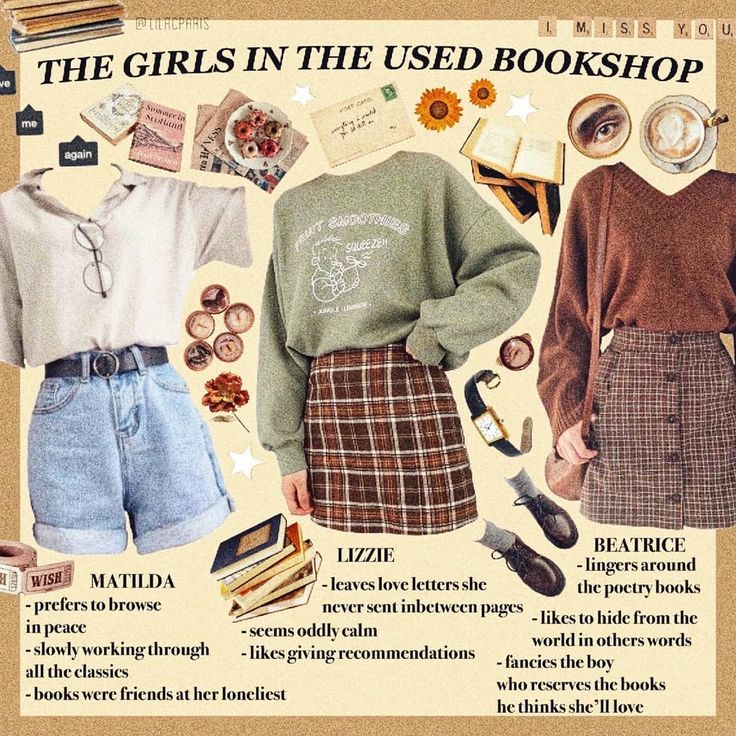 @LILACPARIS
I MISS YOU
THE GIRLS IN THE USED BOOKSHOP
me
again
Summer in
Scotland
POST CARD
FRUIT SMOOTHIES
SQUEEZE!!
- JUNGLE LEMONADE -
WISH
MATILDA
- prefers to browse
in peace
- slowly working through
all the classics
- books were friends at her loneliest
LIZZIE
- leaves love letters she
never sent inbetween pages
- seems oddly calm
- likes giving recommendations
BEATRICE
- lingers around
the poetry books
- likes to hide from the
world in others words
- fancies the boy
who reserves the books
he thinks she'll love